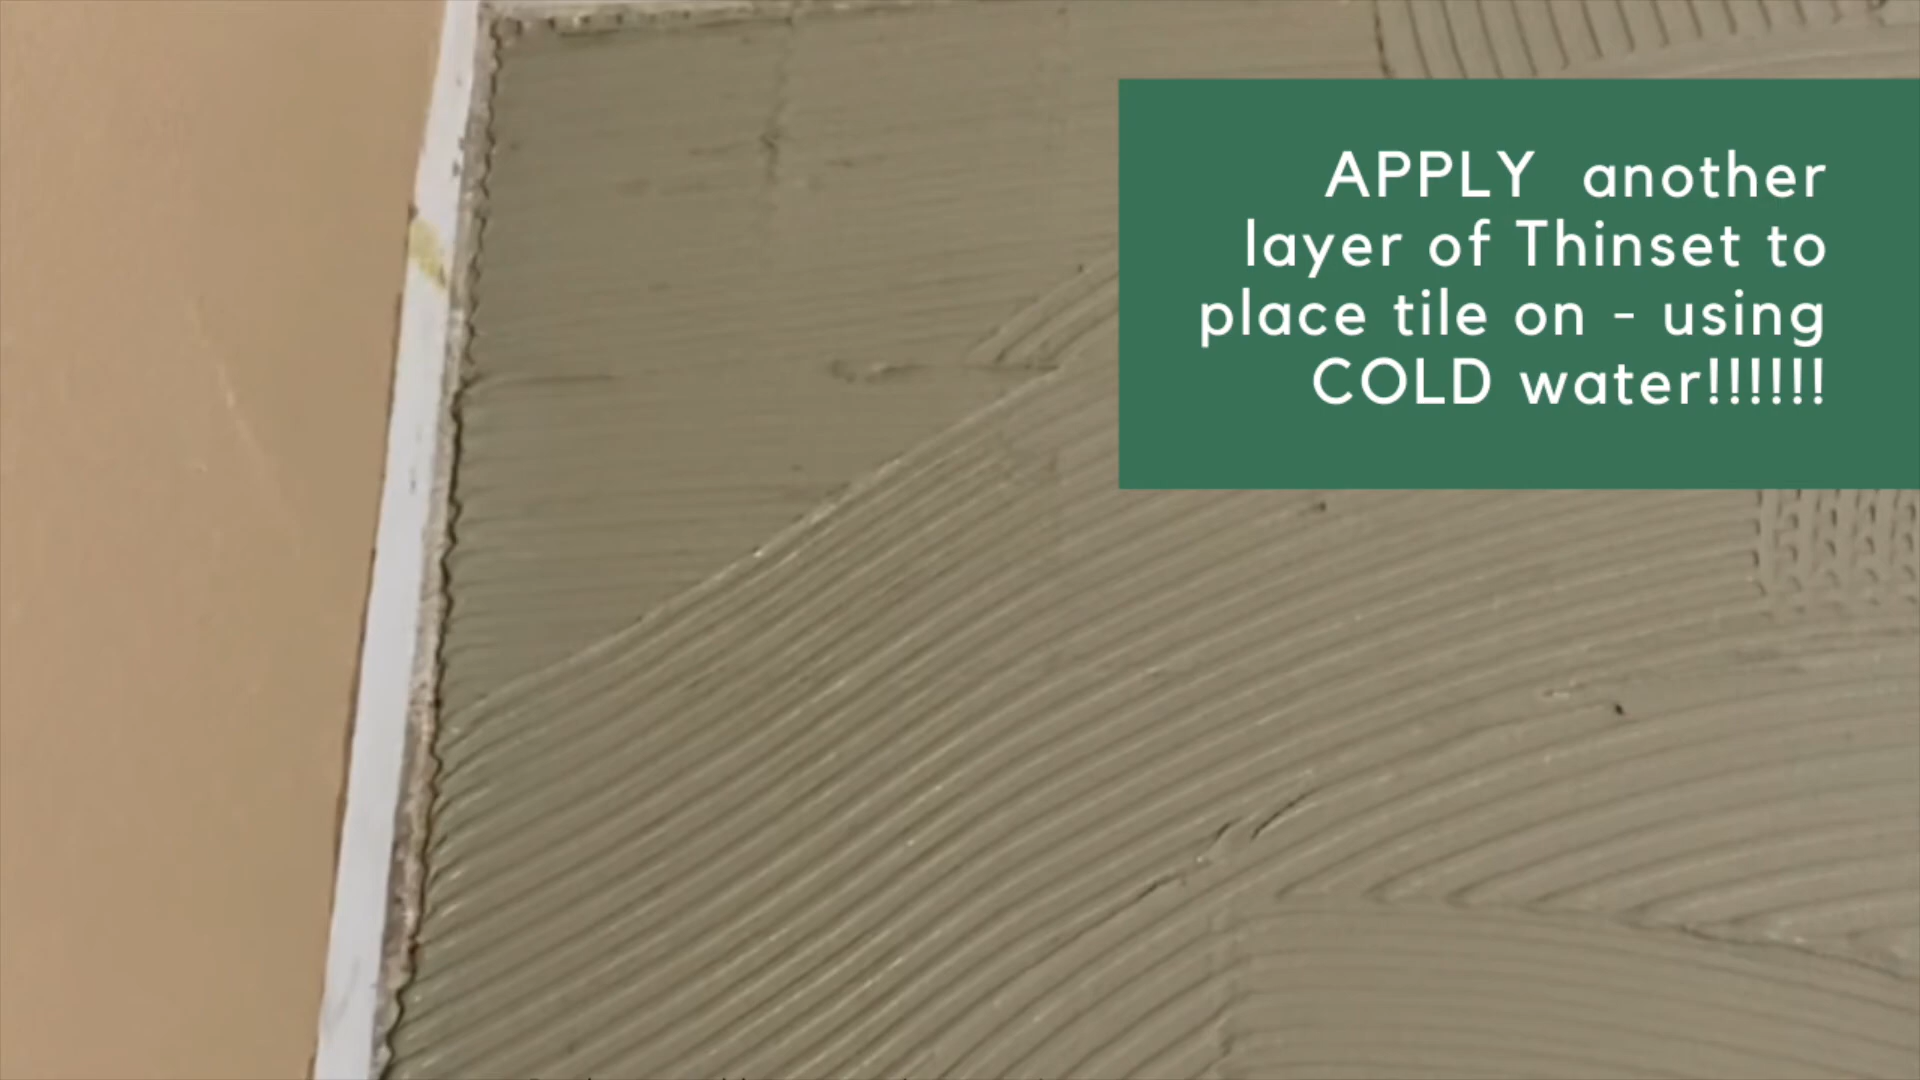 APPLY another
layer of Thinset to
place tile on - using
COLD water!!!!!!